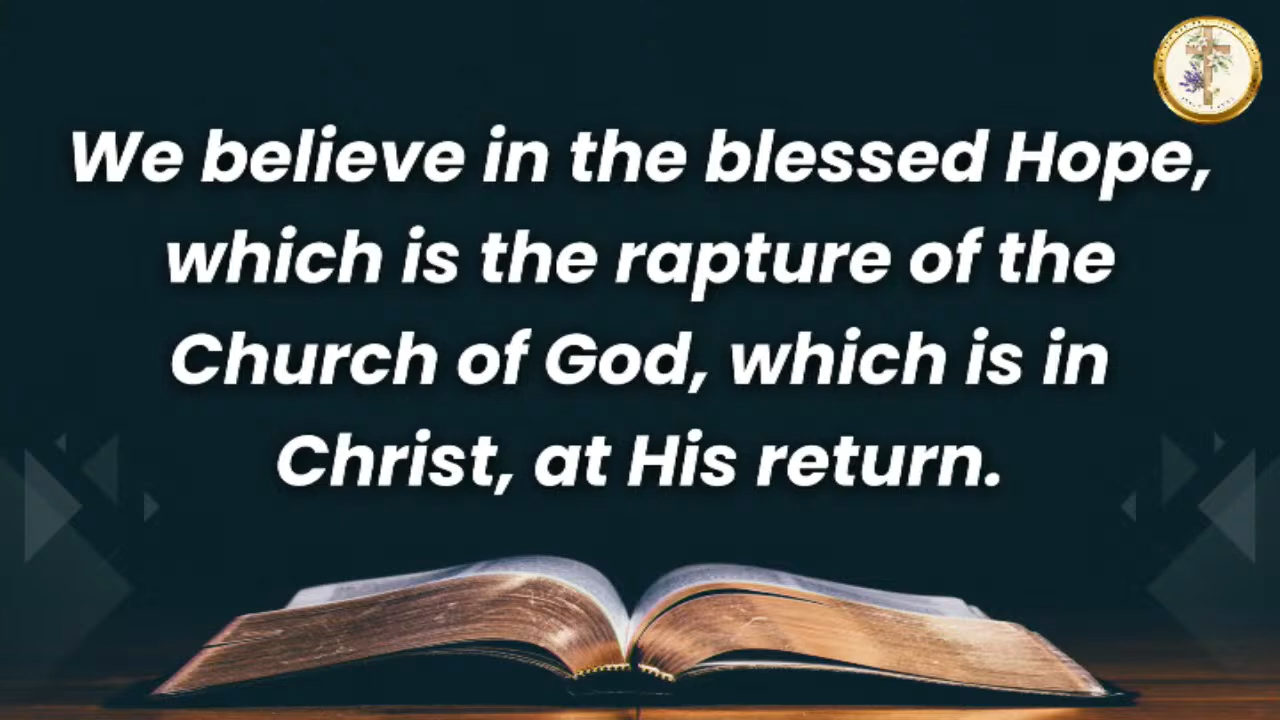 We believe in the blessed Hope,
which is the rapture of the
Church of God, which is in
Christ, at His return.